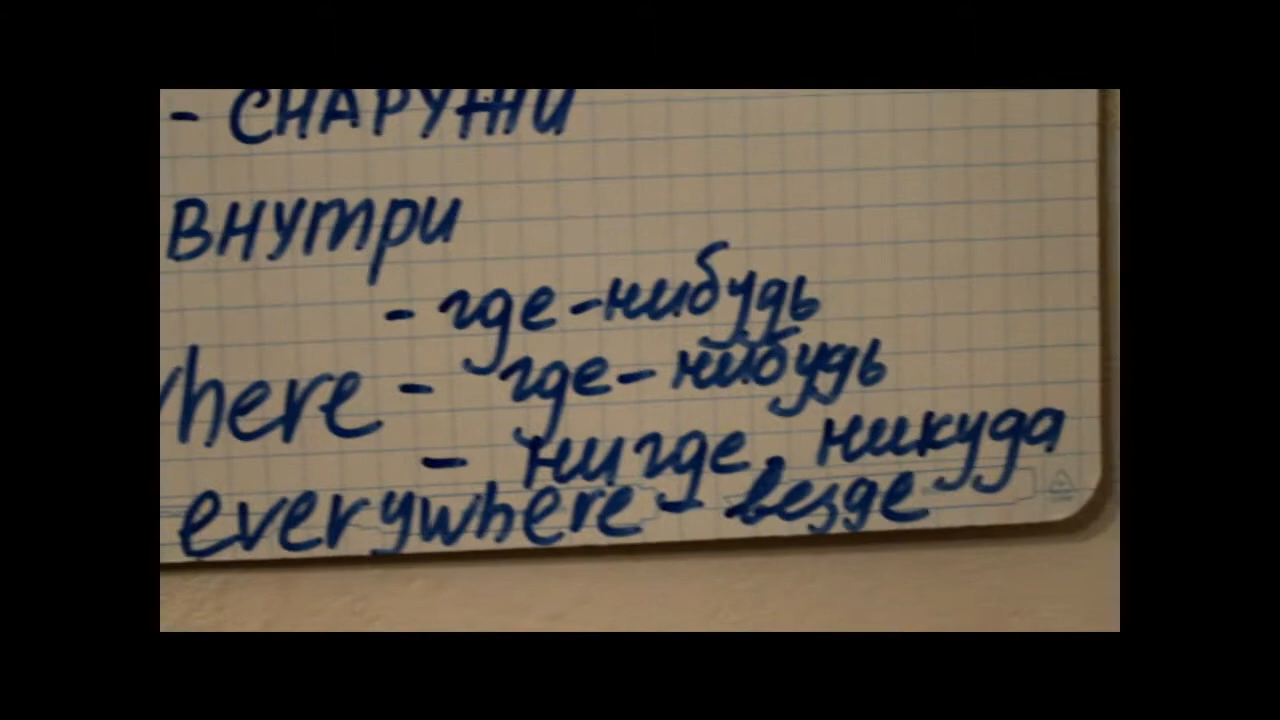 - СНАРУЖИ
ВНУТРИ
- где-нибудь
here - где-нибудь
- нигде, никуда
everywhere - везде